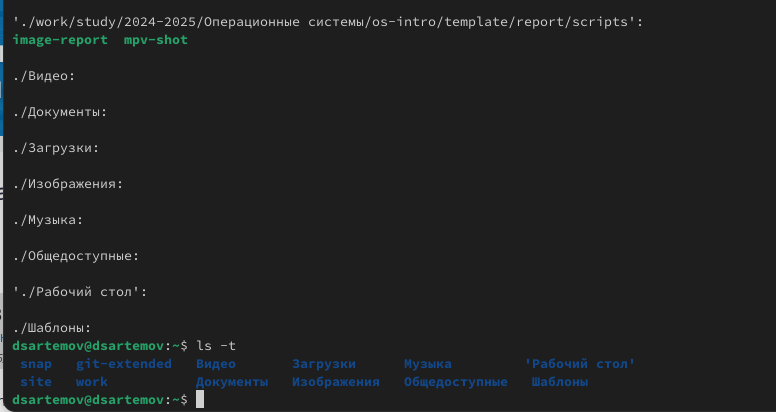 './work/study/2024-2025/Операционные системы/os-intro/template/report/scripts':
image-report  mpv-shot
./Видео:
./Документы:
./Загрузки:
./Изображения:
./Музыка:
./Общедоступные:
'./Рабочий стол':
./Шаблоны:
dsartemov@dsartemov:~$ ls -t
snap   git-extended   Видео   Загрузки   Музыка   'Рабочий стол'
site   work   Документы   Изображения   Общедоступные   Шаблоны
dsartemov@dsartemov:~$